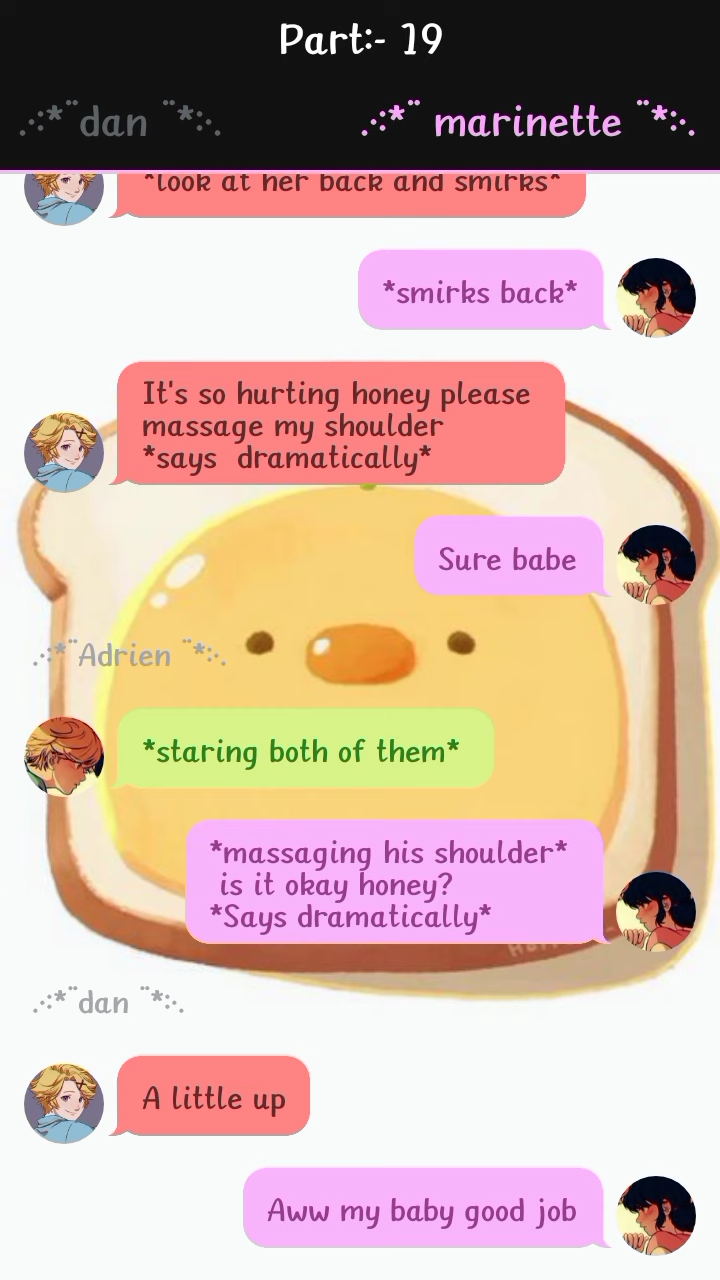 Part:- 19
.·:*¨dan ¨*:·.
.·:*¨ marinette ¨*:·.
*look at her back and smirks*
*smirks back*
It's so hurting honey please
massage my shoulder
*says dramatically*
Sure babe
.·:*¨Adrien ¨*:·.
*staring both of them*
*massaging his shoulder*
is it okay honey?
*Says dramatically*
.·:*¨dan ¨*:·.
A little up
Aww my baby good job